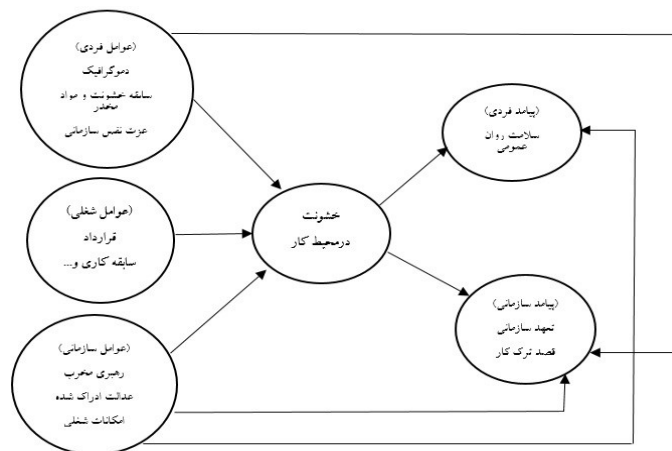 (عوامل فردی)
دموگرافیک
سابقه خشونت و مواد
مخدر
عزت نفس سازمانی
(پیامد فردی)
سلامت روان
عمومی
(عوامل شغلی)
قرارداد
سابقه کاری و...
خشونت
درمحیط کار
(پیامد سازمانی)
تعهد سازمانی
قصد ترک کار
(عوامل سازمانی)
رهبری مخرب
عدالت ادراک شده
امکانات شغلی